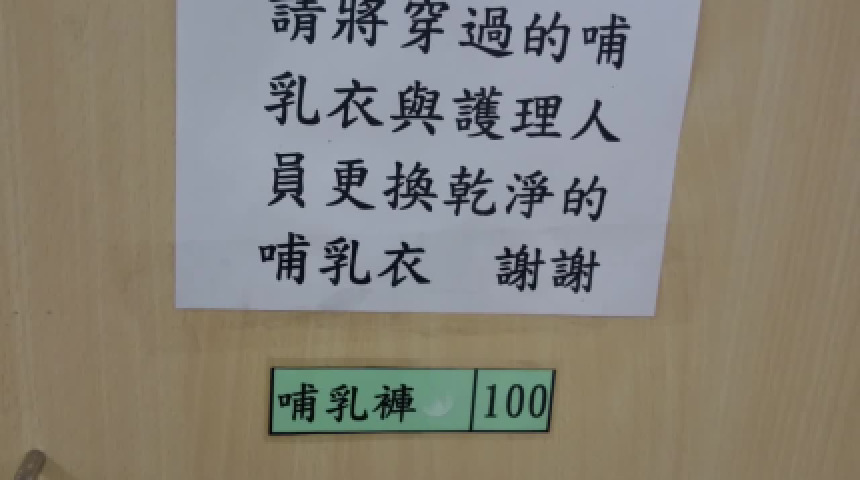 請將穿過的哺
乳衣與護理人
員更換乾淨的
哺乳衣 謝謝
哺乳褲 100